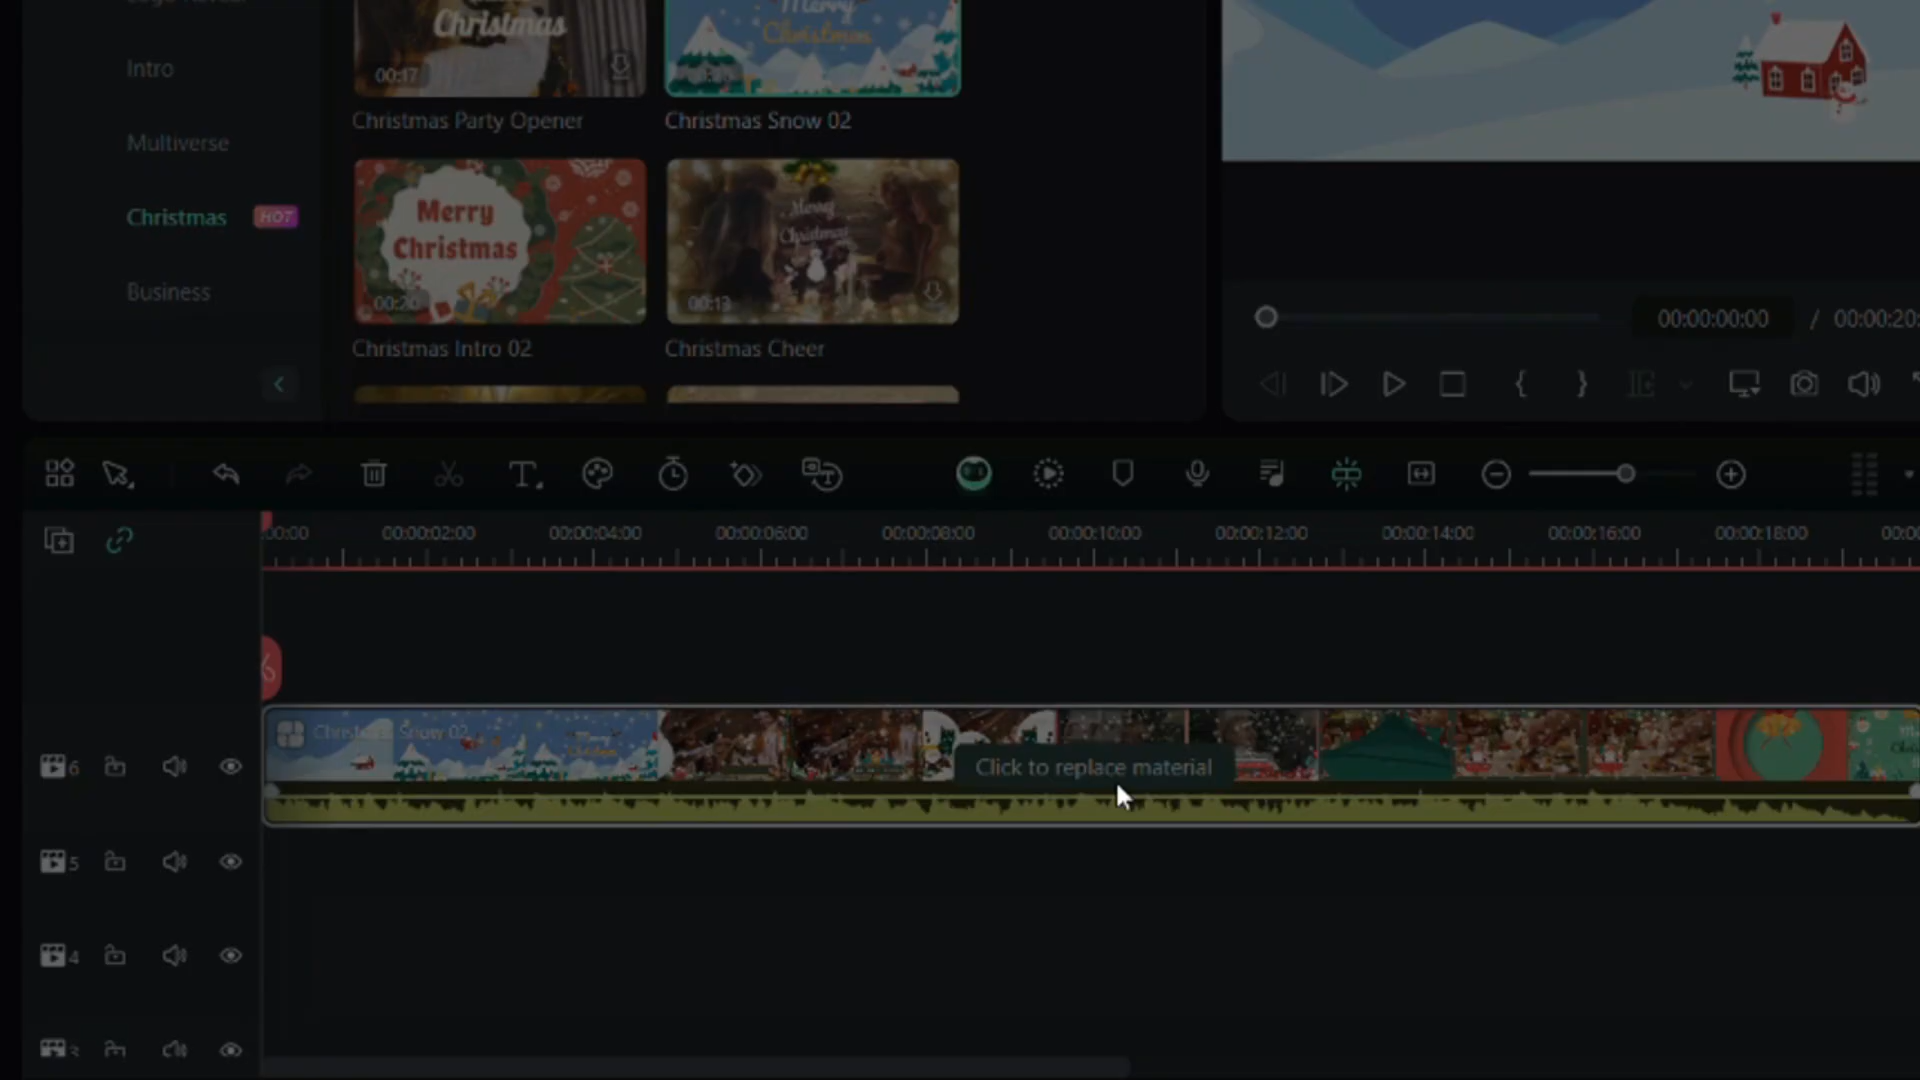 Intro
Multiverse
Christmas HOT
Business
Christmas
00:17
Christmas Party Opener
Merry
Christmas
Christmas Snow 02
Merry
Christmas
00:20
Christmas Intro 02
Merry
Christmas
00:13
Christmas Cheer
00:00:00:00 / 00:00:20:
:00:00 00:00:02:00 00:00:04:00 00:00:06:00 00:00:08:00 00:00:10:00 00:00:12:00 00:00:14:00 00:00:16:00 00:00:18:00 00:00
Christmas Snow 02
Click to replace material
6
5
4